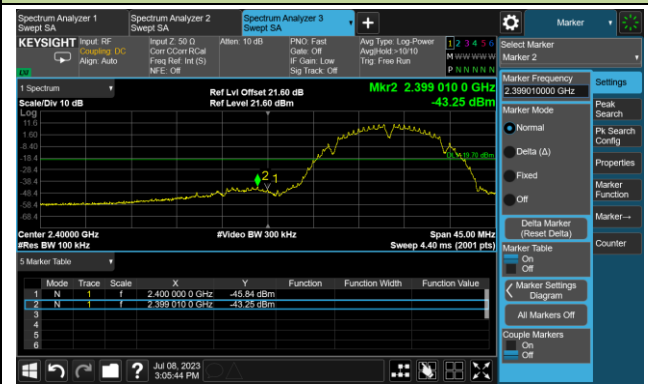 Spectrum Analyzer 1
Swept SA
Spectrum Analyzer 2
Swept SA
Spectrum Analyzer 3
Swept SA
+
Marker
KEYSIGHT
Input: RF
Coupling: DC
Align: Auto
Input Z: 50 Ω
Corr CCorr RCal
Freq Ref: Int (S)
NFE: Off
Atten: 10 dB
PNO: Fast
Gate: Off
IF Gain: Low
Sig Track: Off
Avg Type: Log-Power
Avg|Hold:>10/10
Trig: Free Run
1 2 3 4 5 6
M W W W W W
P N N N N N
Select Marker
Marker 2
1 Spectrum
Scale/Div 10 dB
Ref Lvl Offset 21.60 dB
Ref Level 21.60 dBm
Mkr2 2.399 010 0 GHz
-43.25 dBm
Log
11.6
1.60
-8.40
-18.4
-28.4
-38.4
-48.4
-58.4
-68.4
2 1
Center 2.40000 GHz
#Res BW 100 kHz
#Video BW 300 kHz
Span 45.00 MHz
Sweep 4.40 ms (2001 pts)
5 Marker Table
Mode Trace Scale X Y Function Function Width Function Value
1 N 1 f 2.400 000 0 GHz -45.84 dBm
2 N 1 f 2.399 010 0 GHz -43.25 dBm
3
4
5
6
Marker Frequency
2.399010000 GHz
Marker Mode
Normal
Delta (Δ)
Fixed
Off
Delta Marker
(Reset Delta)
Marker Table
On
Off
Marker Settings
Diagram
All Markers Off
Couple Markers
On
Off
Settings
Peak
Search
Pk Search
Config
Properties
Marker
Function
Marker→
Counter
?
Jul 08, 2023
3:05:44 PM